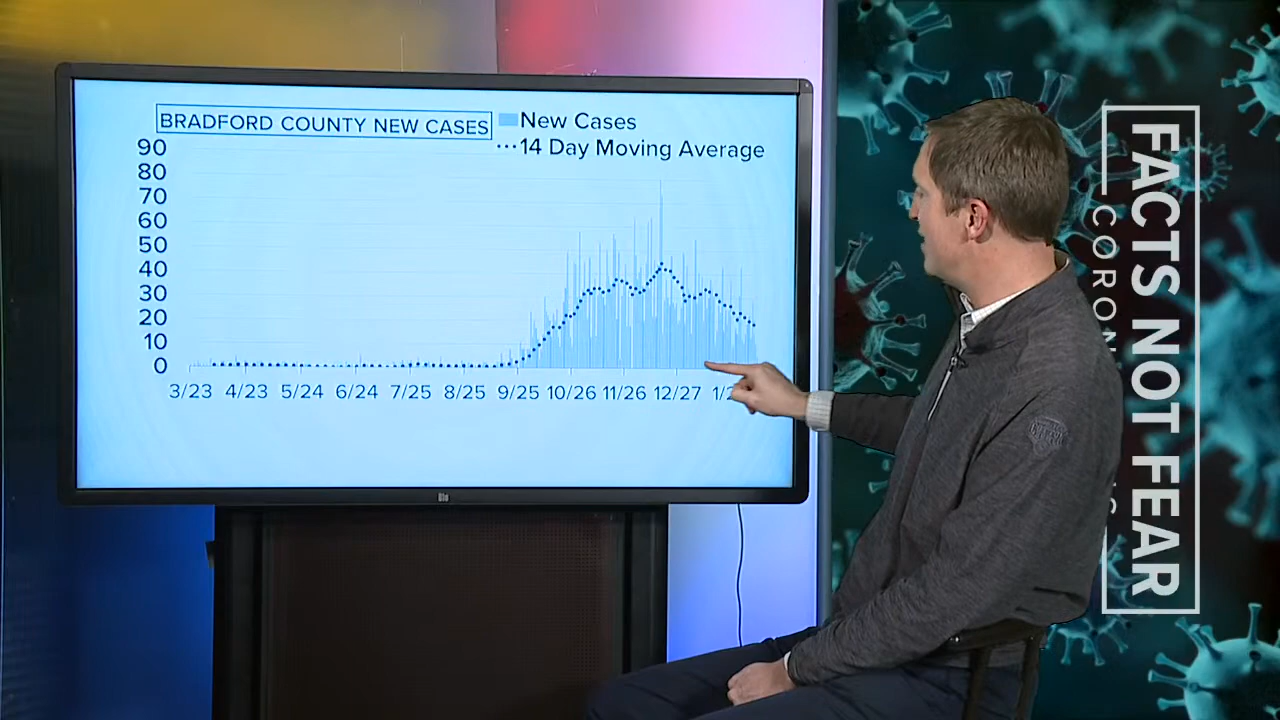 BRADFORD COUNTY NEW CASES
New Cases
14 Day Moving Average
90
80
70
60
50
40
30
20
10
0
3/23 4/23 5/24 6/24 7/25 8/25 9/25 10/26 11/26 12/27
FACTS NOT FEAR